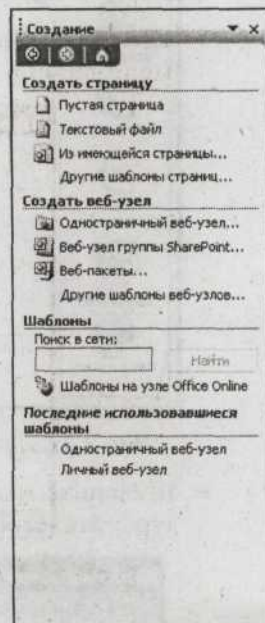 Создание
Создать страницу
Пустая страница
Текстовый файл
Из имеющейся страницы...
Другие шаблоны страниц...
Создать веб-узел
Одностраничный веб-узел...
Веб-узел группы SharePoint...
Веб-пакеты...
Другие шаблоны веб-узлов...
Шаблоны
Поиск в сети:
Найти
Шаблоны на узле Office Online
Последние использовавшиеся
шаблоны
Одностраничный веб-узел
Личный веб-узел